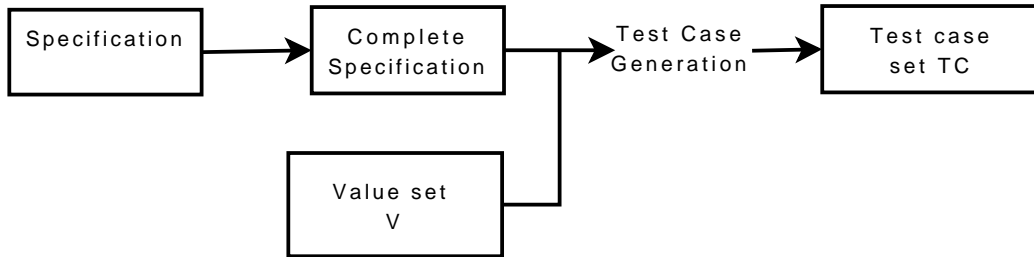 Specification
Complete
Specification
Test Case
Generation
Test case
set TC
Value set
V